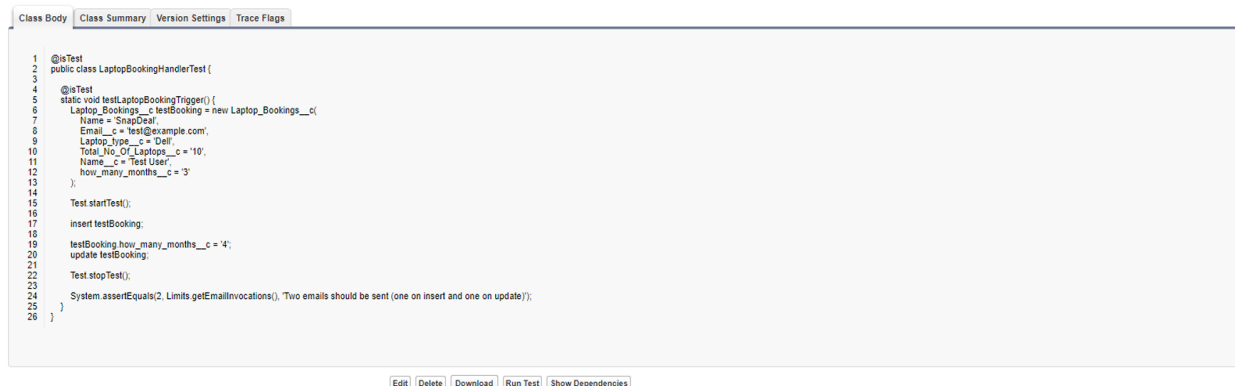 Class Body Class Summary Version Settings Trace Flags
1 @isTest
2 public class LaptopBookingHandlerTest {
3
4 @isTest
5 static void testLaptopBookingTrigger() {
6 Laptop_Bookings__c testBooking = new Laptop_Bookings__c(
7 Name = 'SnapDeal',
8 Email__c = 'test@example.com',
9 Laptop_type__c = 'Dell',
10 Total_No_Of_Laptops__c = '10',
11 Name__c = 'Test User',
12 how_many_months__c = '3'
13 );
14
15 Test.startTest();
16
17 insert testBooking;
18
19 testBooking.how_many_months__c = '4';
20 update testBooking;
21
22 Test.stopTest();
23
24 System.assertEquals(2, Limits.getEmailInvocations(), 'Two emails should be sent (one on insert and one on update)');
25 }
26 }
Edit Delete Download Run Test Show Dependencies